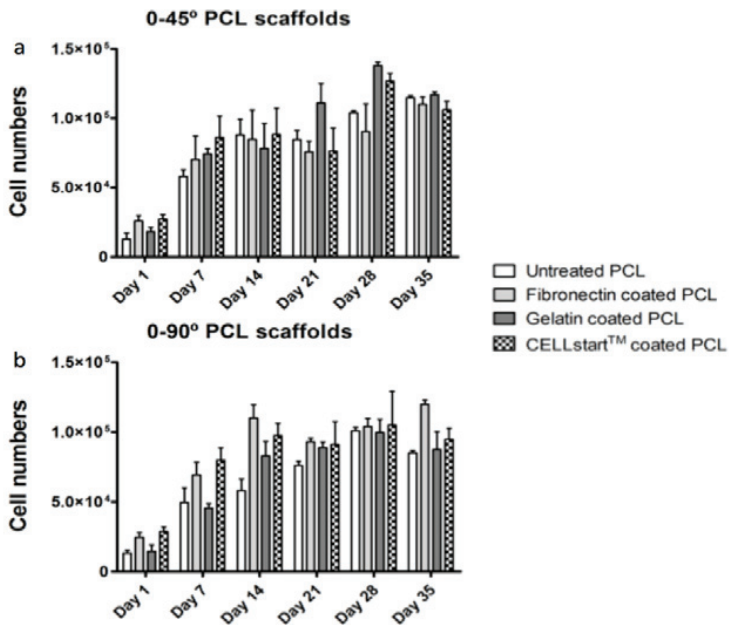 0-45º PCL scaffolds
a
Cell numbers
1.5×10⁵
1.0×10⁵
5.0×10⁴
0
Day 1
Day 7
Day 14
Day 21
Day 28
Day 35
Untreated PCL
Fibronectin coated PCL
Gelatin coated PCL
CELLstart™ coated PCL
0-90º PCL scaffolds
b
Cell numbers
1.5×10⁵
1.0×10⁵
5.0×10⁴
0
Day 1
Day 7
Day 14
Day 21
Day 28
Day 35